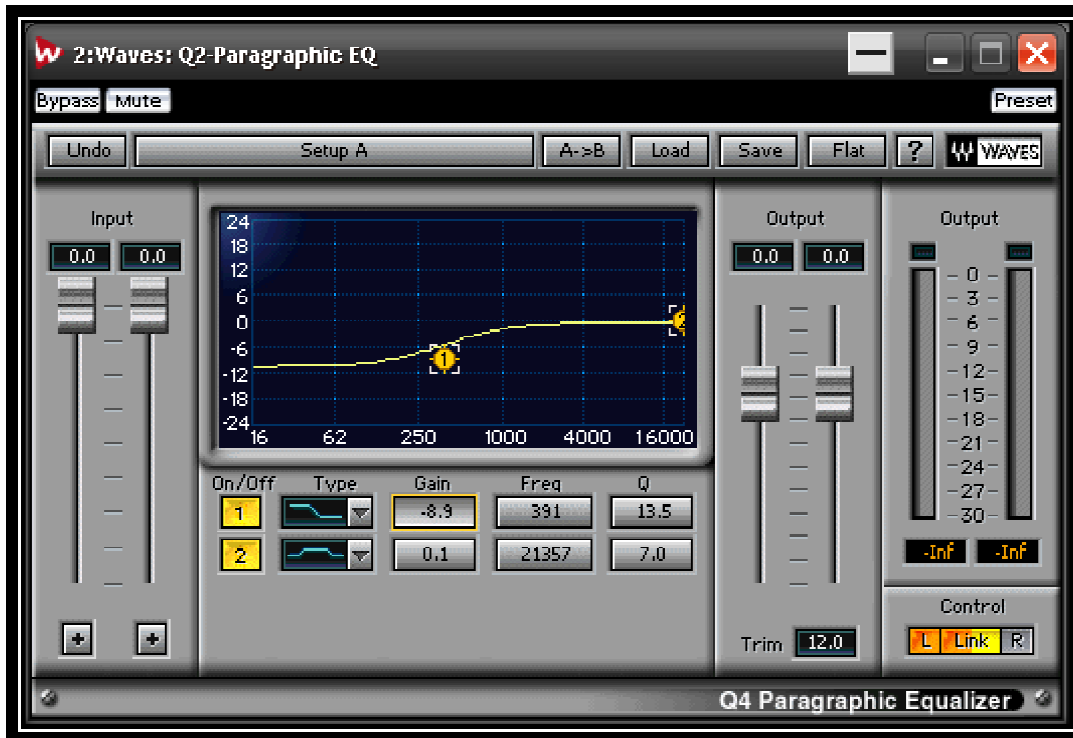 2:Waves: Q2-Paragraphic EQ
Bypass Mute Preset
Undo Setup A A->B Load Save Flat ? WAVES
Input Output Output
0.0 0.0 0.0 0.0
24
18
12
6
0
-6
-12
-18
-24
1 2
16 62 250 1000 4000 16000
0
3
6
9
12
15
18
21
24
27
30
On/Off Type Gain Freq Q
1 -8.9 391 13.5
2 0.1 21357 7.0
-Inf -Inf
Control
+ + Trim 12.0 L Link R
Q4 Paragraphic Equalizer